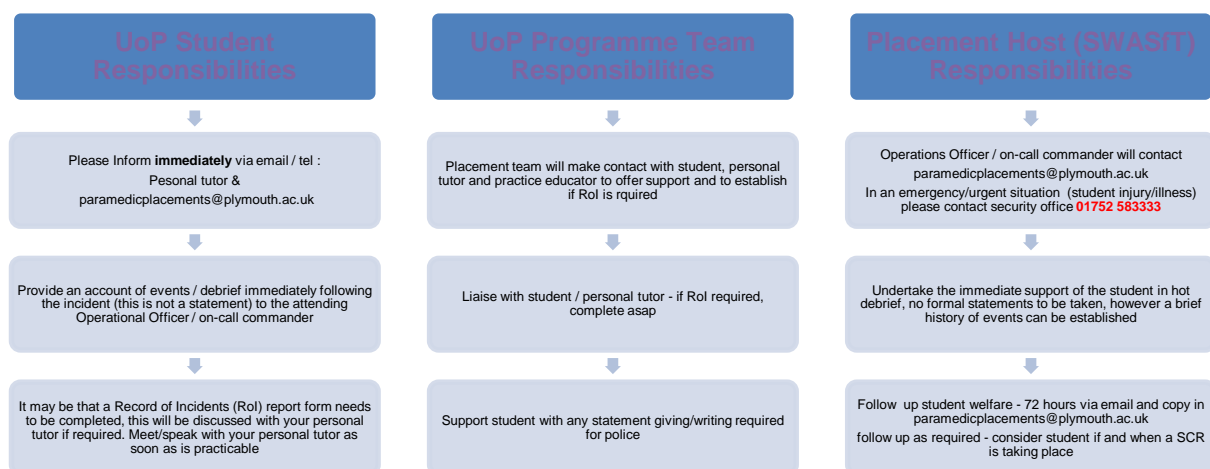 UoP Student
Responsibilities
Please Inform immediately via email / tel :
Pesonal tutor &
paramedicplacements@plymouth.ac.uk
Provide an account of events / debrief immediately following
the incident (this is not a statement) to the attending
Operational Officer / on-call commander
It may be that a Record of Incidents (RoI) report form needs
to be completed, this will be discussed with your personal
tutor if required. Meet/speak with your personal tutor as
soon as is practicable
UoP Programme Team
Responsibilities
Placement team will make contact with student, personal
tutor and practice educator to offer support and to establish
if RoI is rquired
Liaise with student / personal tutor - if RoI required,
complete asap
Support student with any statement giving/writing required
for police
Placement Host (SWASfT)
Responsibilities
Operations Officer / on-call commander will contact
paramedicplacements@plymouth.ac.uk
In an emergency/urgent situation (student injury/illness)
please contact security office 01752 583333
Undertake the immediate support of the student in hot
debrief, no formal statements to be taken, however a brief
history of events can be established
Follow up student welfare - 72 hours via email and copy in
paramedicplacements@plymouth.ac.uk
follow up as required - consider student if and when a SCR
is taking place